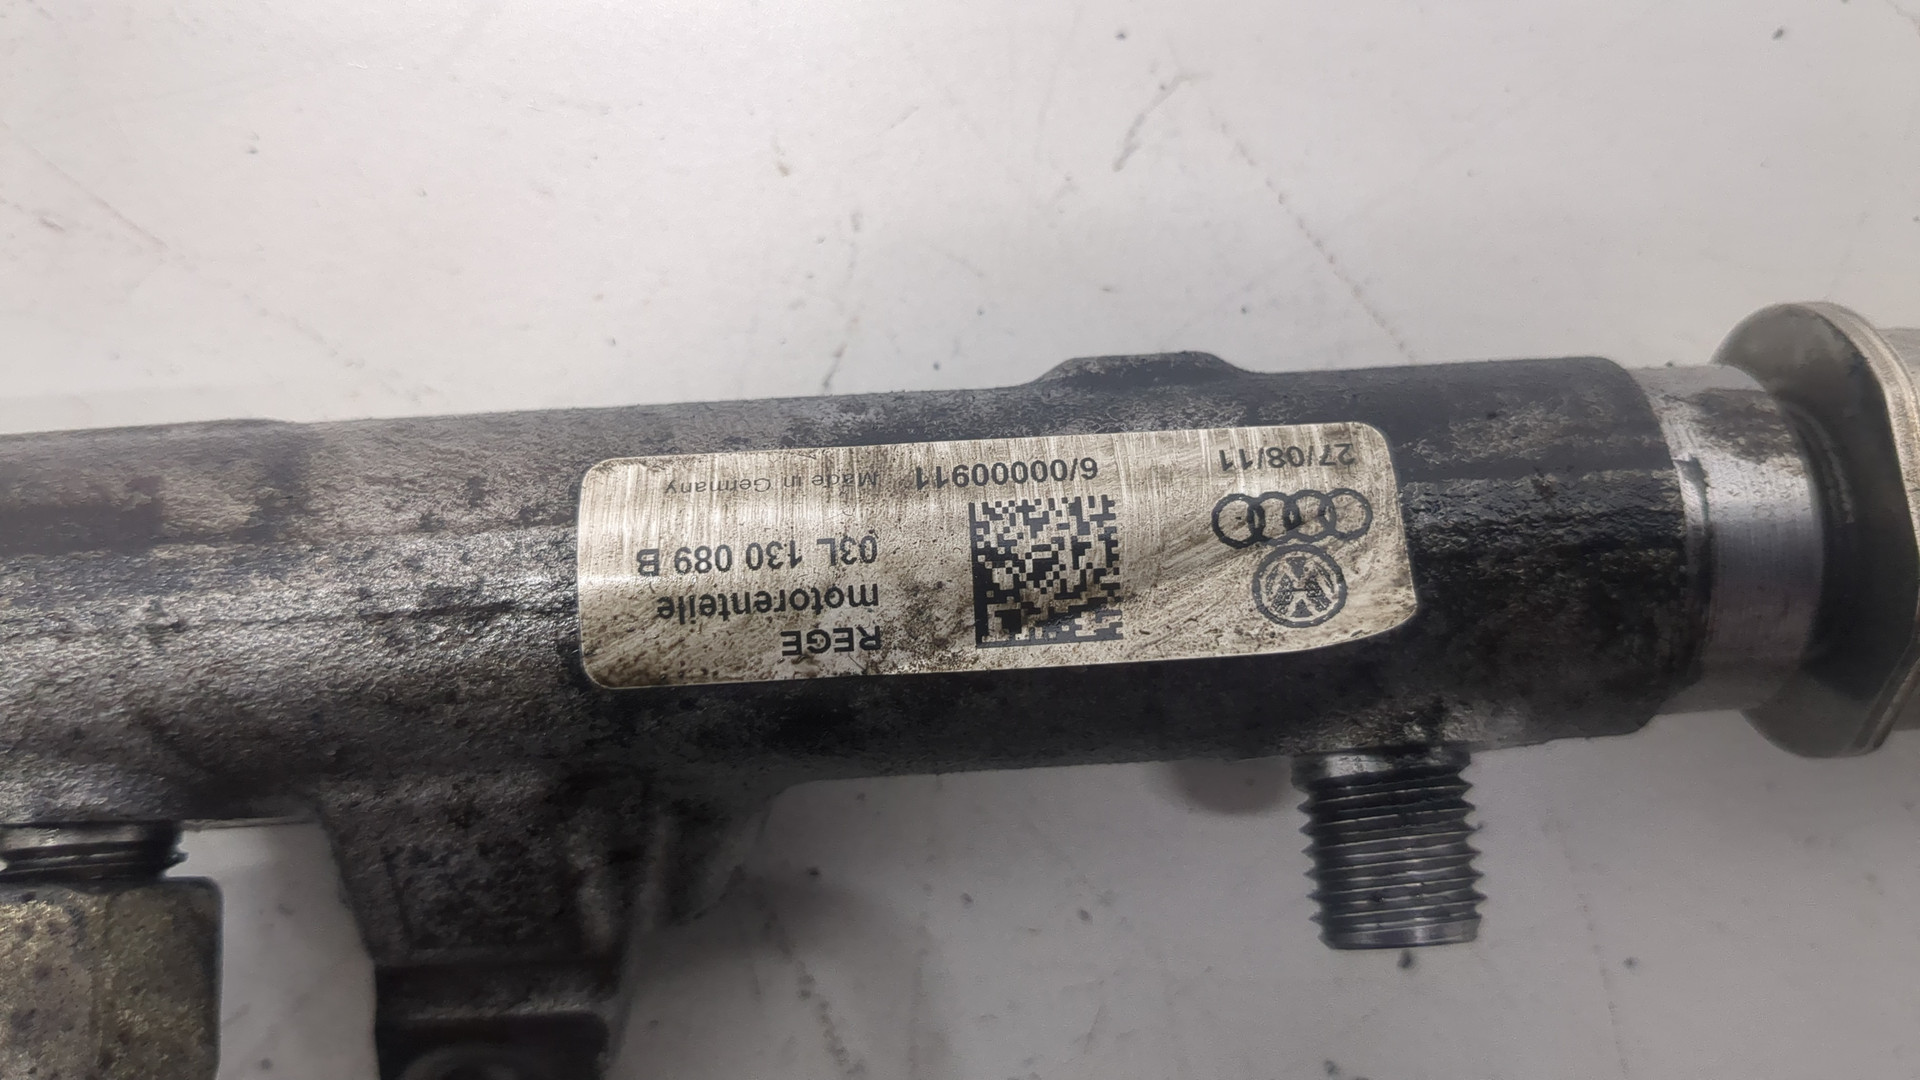 REGE
motorenteile
03L 130 089 B
Made in Germany
6/00000911
27/08/11